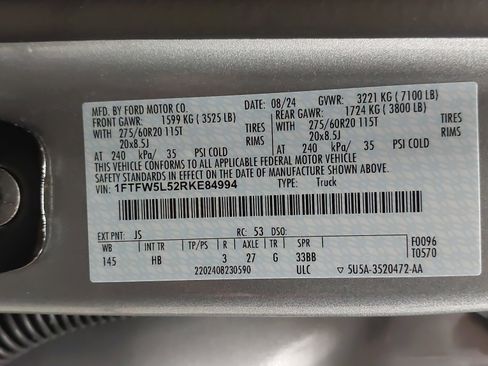 MFD. BY FORD MOTOR CO.
DATE: 08/24 GVWR: 3221 KG ( 7100 LB)
FRONT GAWR: 1599 KG ( 3525 LB) REAR GAWR: 1724 KG ( 3800 LB)
WITH 275/60R20 115T TIRES WITH 275/60R20 115T TIRES
20x8.5J RIMS 20x8.5J RIMS
AT 240 kPa/ 35 PSI COLD AT 240 kPa/ 35 PSI COLD
THIS VEHICLE CONFORMS TO ALL APPLICABLE FEDERAL MOTOR VEHICLE
SAFETY STANDARDS IN EFFECT ON THE DATE OF MANUFACTURE SHOWN ABOVE.
VIN: 1FTFW5L52RKE84994 TYPE: Truck
EXT PNT: JS RC: 53 DSO:
WB INT TR TP/PS R AXLE TR SPR F0096
145 HB 3 27 G 33BB T0570
2202408230590 ULC ▽ 5U5A-3520472-AA